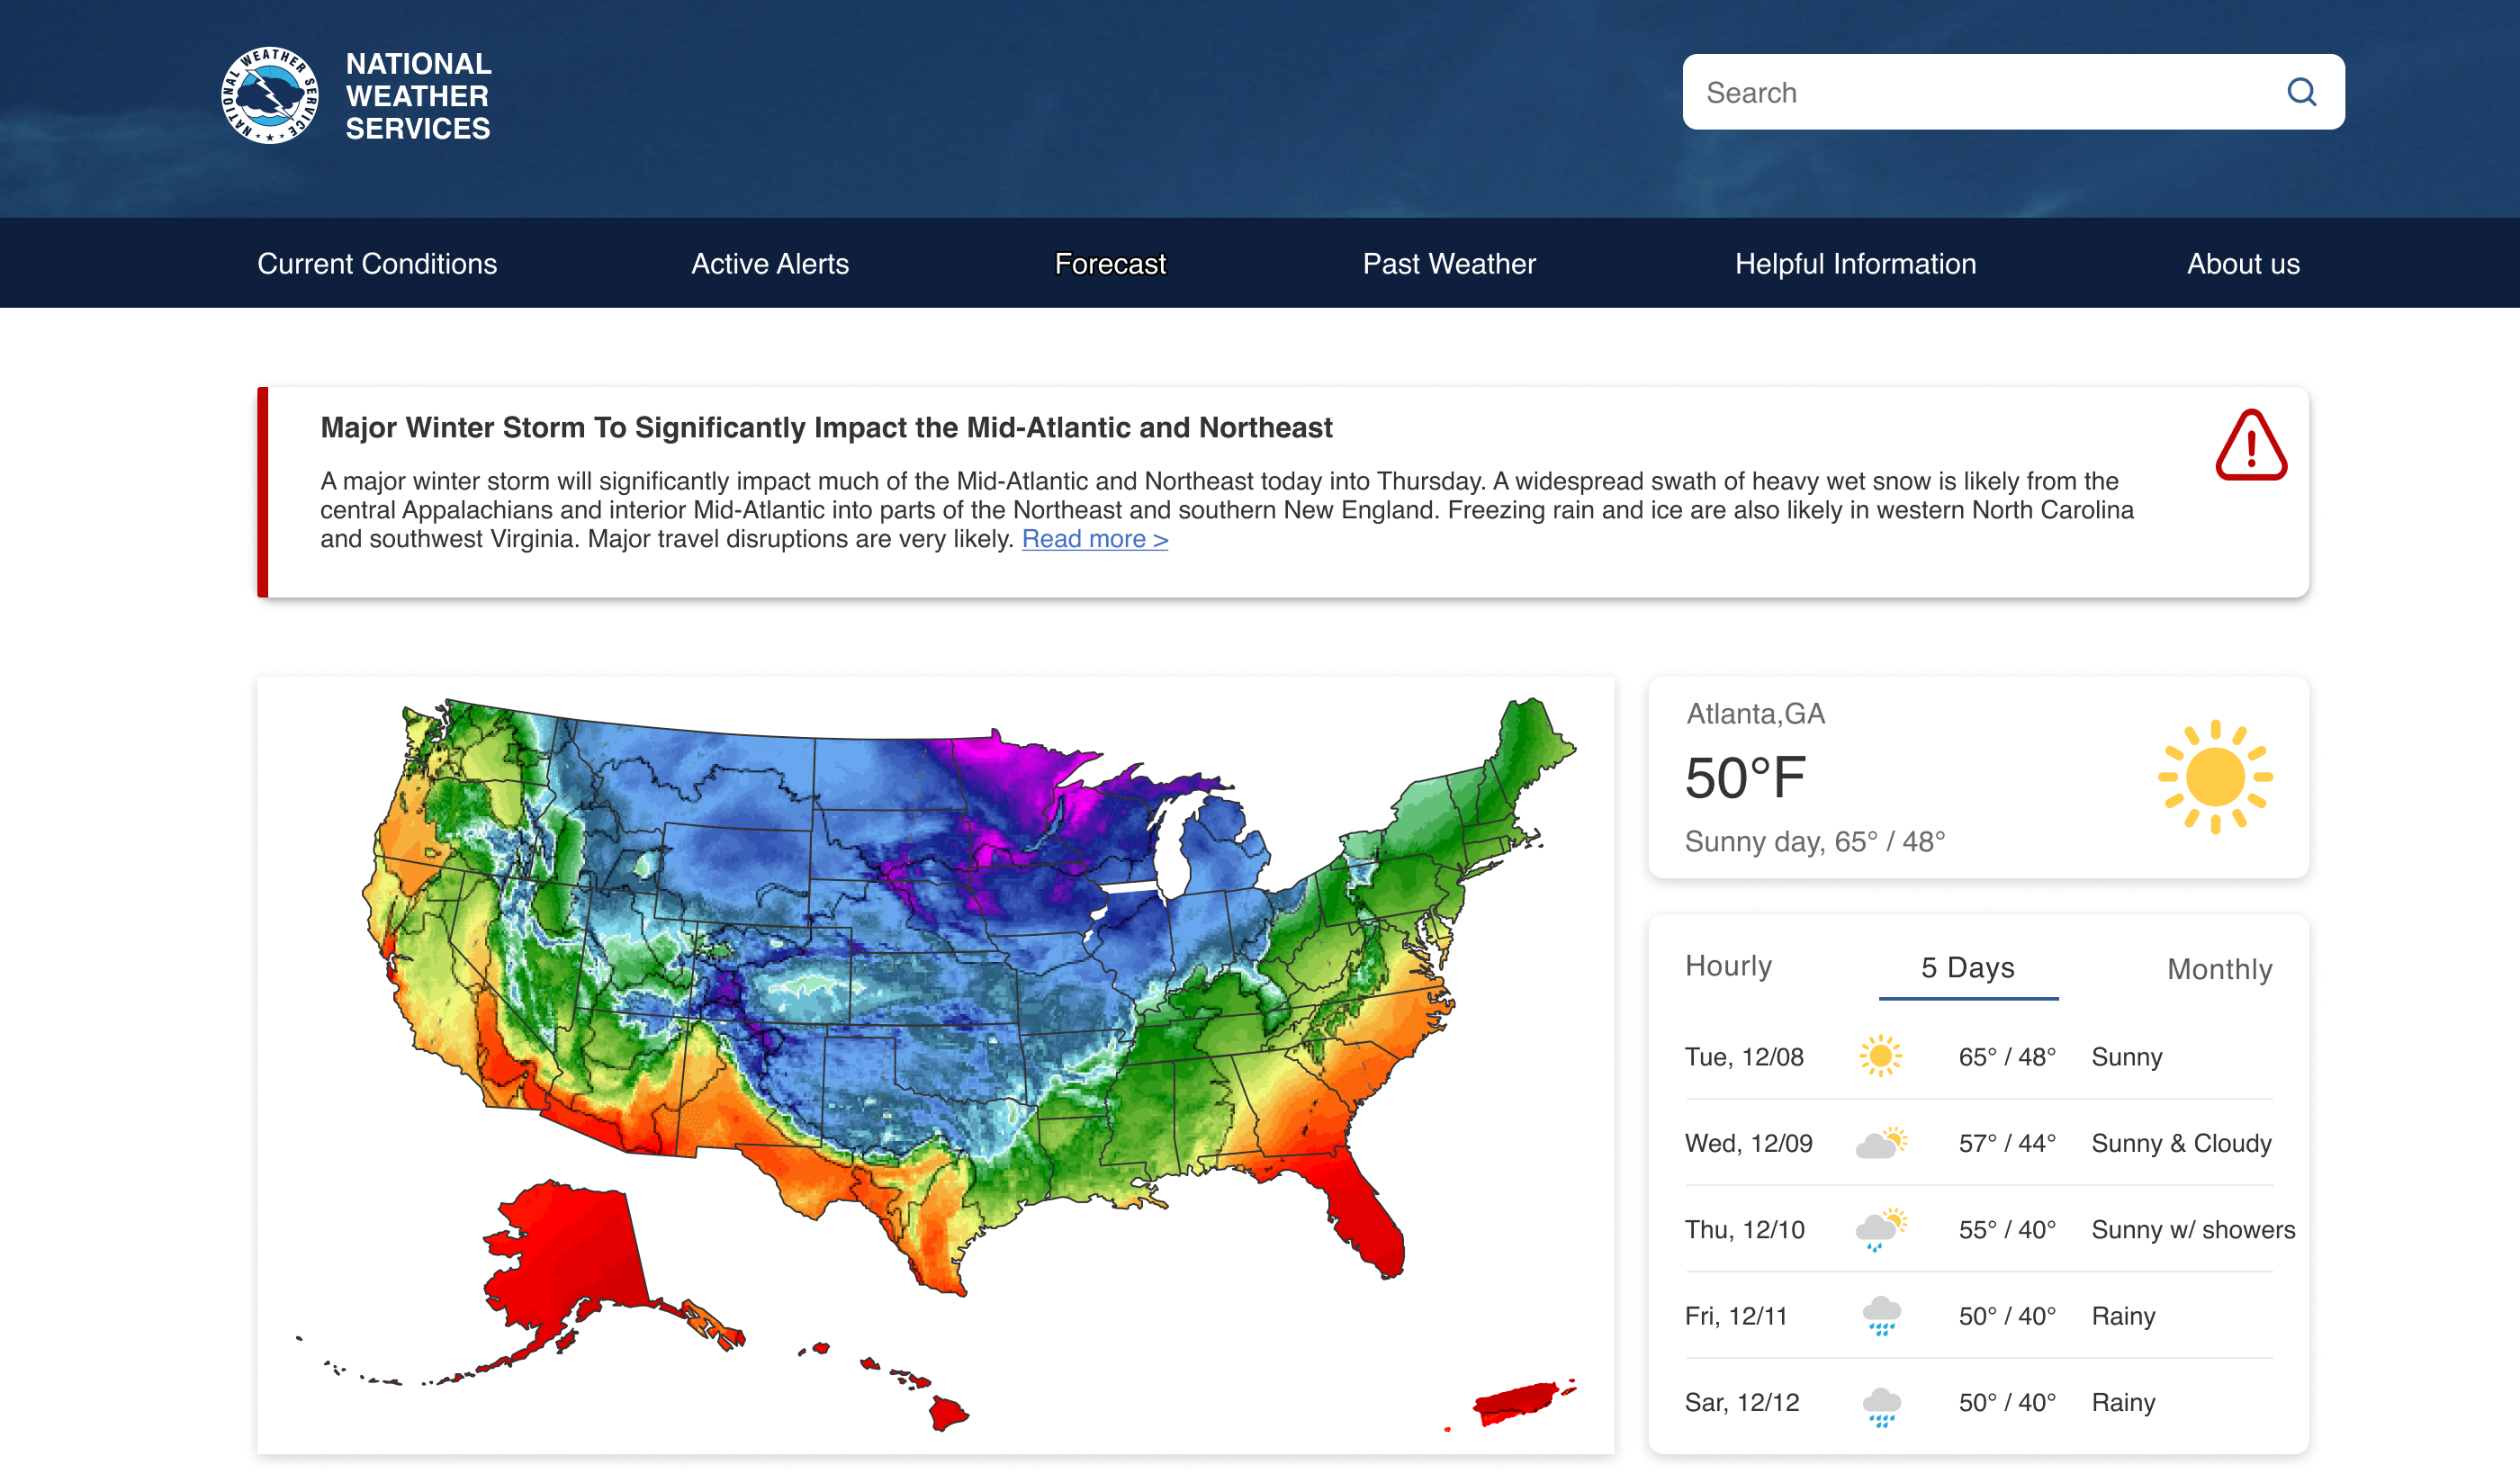 NATIONAL WEATHER SERVICE
NATIONAL
WEATHER
SERVICES
Search
Current Conditions
Active Alerts
Forecast
Past Weather
Helpful Information
About us
Major Winter Storm To Significantly Impact the Mid-Atlantic and Northeast
A major winter storm will significantly impact much of the Mid-Atlantic and Northeast today into Thursday. A widespread swath of heavy wet snow is likely from the
central Appalachians and interior Mid-Atlantic into parts of the Northeast and southern New England. Freezing rain and ice are also likely in western North Carolina
and southwest Virginia. Major travel disruptions are very likely. Read more >
Atlanta,GA
50°F
Sunny day, 65° / 48°
Hourly
5 Days
Monthly
Tue, 12/08 65° / 48° Sunny
Wed, 12/09 57° / 44° Sunny & Cloudy
Thu, 12/10 55° / 40° Sunny w/ showers
Fri, 12/11 50° / 40° Rainy
Sar, 12/12 50° / 40° Rainy